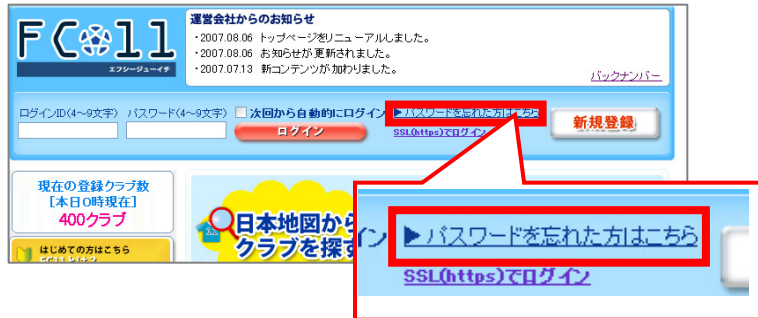 FC11
エフシージューイチ
運営会社からのお知らせ
・2007.08.06 トップページをリニューアルしました。
・2007.08.06 お知らせが更新されました。
・2007.07.13 新コンテンツが加わりました。
バックナンバー
ログインID(4～9文字) パスワード(4～9文字) 次回から自動的にログイン ▶パスワードを忘れた方はこちら
ログイン SSL(https)でログイン 新規登録
現在の登録クラブ数
[本日0時現在]
400クラブ
日本地図から
クラブを探す
はじめての方はこちら
イン ▶パスワードを忘れた方はこちら
SSL(https)でログイン